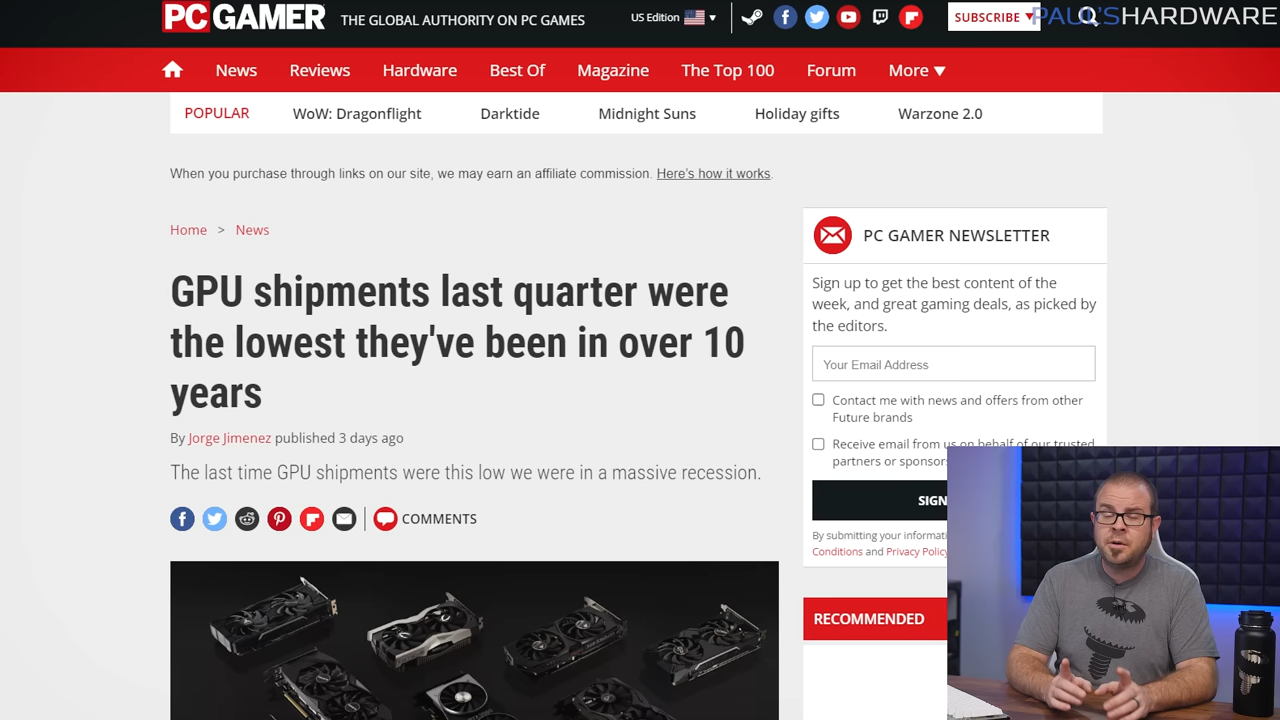 PC GAMER
THE GLOBAL AUTHORITY ON PC GAMES
US Edition
SUBSCRIBE
PAUL'SHARDWARE
News
Reviews
Hardware
Best Of
Magazine
The Top 100
Forum
More
POPULAR
WoW: Dragonflight
Darktide
Midnight Suns
Holiday gifts
Warzone 2.0
When you purchase through links on our site, we may earn an affiliate commission. Here's how it works.
Home > News
GPU shipments last quarter were
the lowest they've been in over 10
years
By Jorge Jimenez published 3 days ago
The last time GPU shipments were this low we were in a massive recession.
COMMENTS
PC GAMER NEWSLETTER
Sign up to get the best content of the
week, and great gaming deals, as picked by
the editors.
Your Email Address
Contact me with news and offers from other
Future brands
Receive email from us on behalf of our trusted
partners or sponsors
SIGN
By submitting your informati
Conditions and Privacy Policy
RECOMMENDED